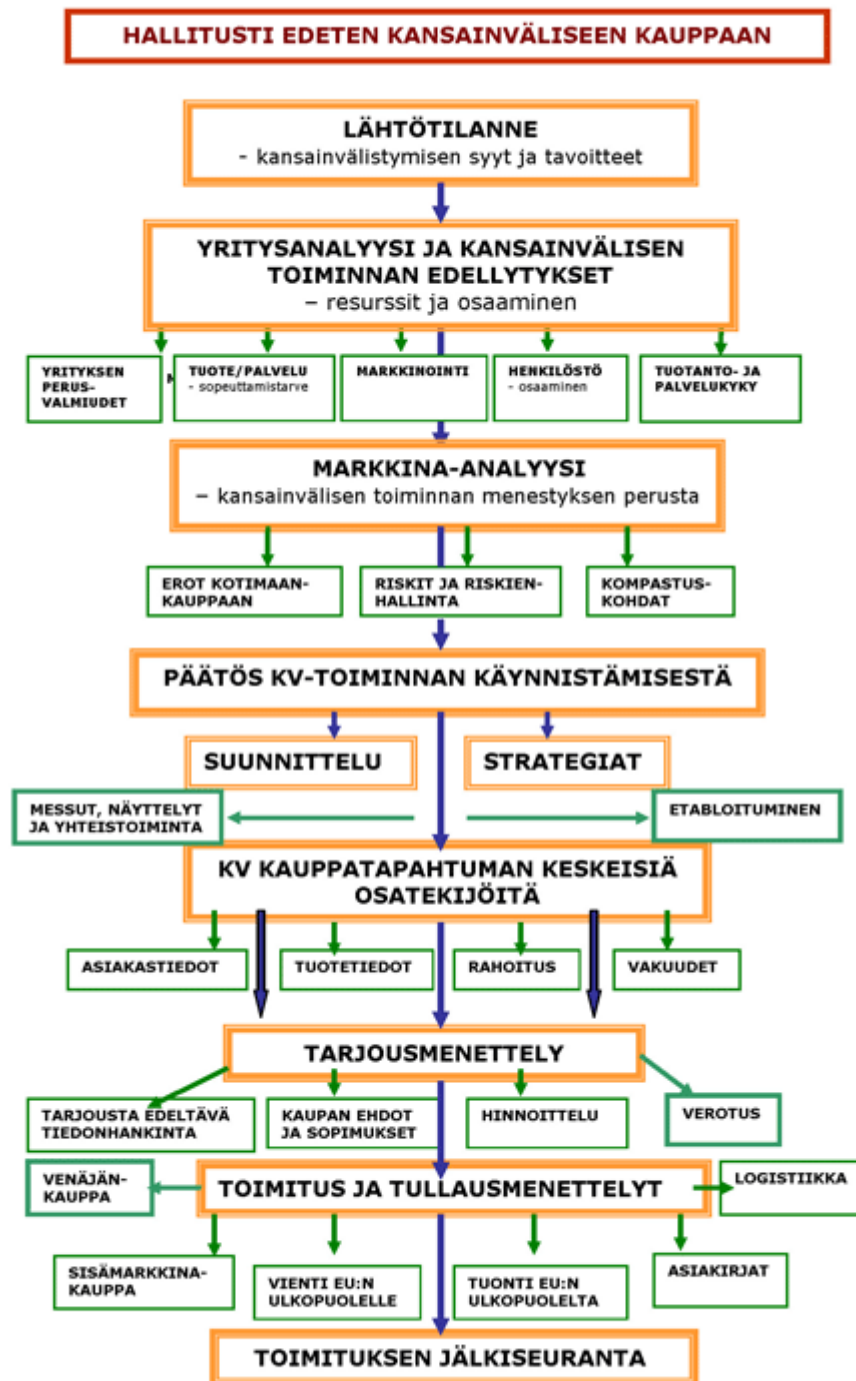 HALLITUSTI EDETEN KANSAINVÄLISEEN KAUPPAAN
LÄHTÖTILANNE
- kansainvälistymisen syyt ja tavoitteet
YRITYSANALYYSI JA KANSAINVÄLISEN
TOIMINNAN EDELLYTYKSET
– resurssit ja osaaminen
YRITYKSEN
PERUS-
VALMIUDET
TUOTE/PALVELU
- sopeuttamistarve
MARKKINOINTI
HENKILÖSTÖ
- osaaminen
TUOTANTO- JA
PALVELUKYKY
MARKKINA-ANALYYSI
– kansainvälisen toiminnan menestyksen perusta
EROT KOTIMAAN-
KAUPPAAN
RISKIT JA RISKIEN-
HALLINTA
KOMPASTUS-
KOHDAT
PÄÄTÖS KV-TOIMINNAN KÄYNNISTÄMISESTÄ
SUUNNITTELU
STRATEGIAT
MESSUT, NÄYTTELYT
JA YHTEISTOIMINTA
ETABLOITUMINEN
KV KAUPPATAPAHTUMAN KESKEISIÄ
OSATEKIJÖITÄ
ASIAKASTIEDOT
TUOTETIEDOT
RAHOITUS
VAKUUDET
TARJOUSMENETTELY
TARJOUSTA EDELTÄVÄ
TIEDONHANKINTA
KAUPAN EHDOT
JA SOPIMUKSET
HINNOITTELU
VEROTUS
VENÄJÄN-
KAUPPA
TOIMITUS JA TULLAUSMENETTELYT
LOGISTIIKKA
SISÄMARKKINA-
KAUPPA
VIENTI EU:N
ULKOPUOLELLE
TUONTI EU:N
ULKOPUOLELTA
ASIAKIRJAT
TOIMITUKSEN JÄLKISEURANTA